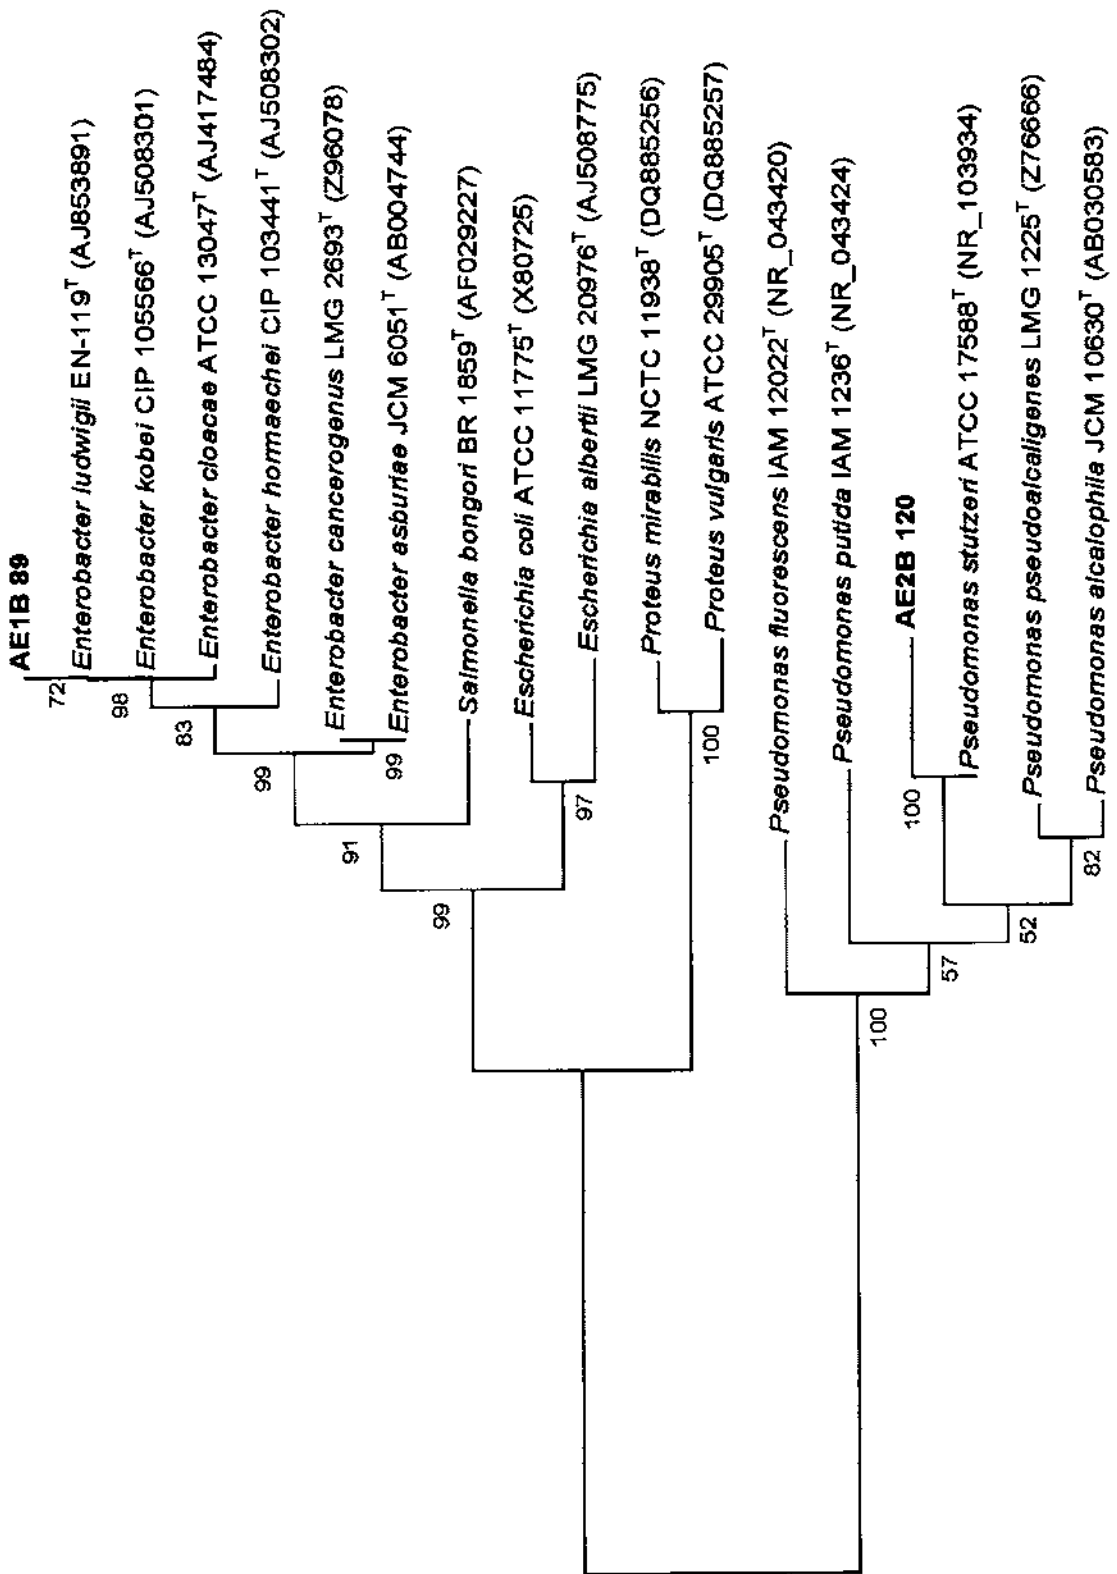 AE1B 89
Enterobacter ludwigii EN-119T (AJ853891)
Enterobacter kobei CIP 105566T (AJ508301)
Enterobacter cloacae ATCC 13047T (AJ417484)
Enterobacter hormaechei CIP 103441T (AJ508302)
Enterobacter cancerogenus LMG 2693T (Z96078)
Enterobacter asburiae JCM 6051T (AB004744)
Salmonella bongori BR 1859T (AF029227)
Escherichia coli ATCC 11775T (X80725)
Escherichia albertii LMG 20976T (AJ508775)
Proteus mirabilis NCTC 11938T (DQ885256)
Proteus vulgaris ATCC 29905T (DQ885257)
Pseudomonas fluorescens IAM 12022T (NR_043420)
Pseudomonas putida IAM 1236T (NR_043424)
AE2B 120
Pseudomonas stutzeri ATCC 17588T (NR_103934)
Pseudomonas pseudoalcaligenes LMG 1225T (Z76666)
Pseudomonas alcalophila JCM 10630T (AB030583)
72
98
83
99
99
91
99
97
100
100
57
52
100
82